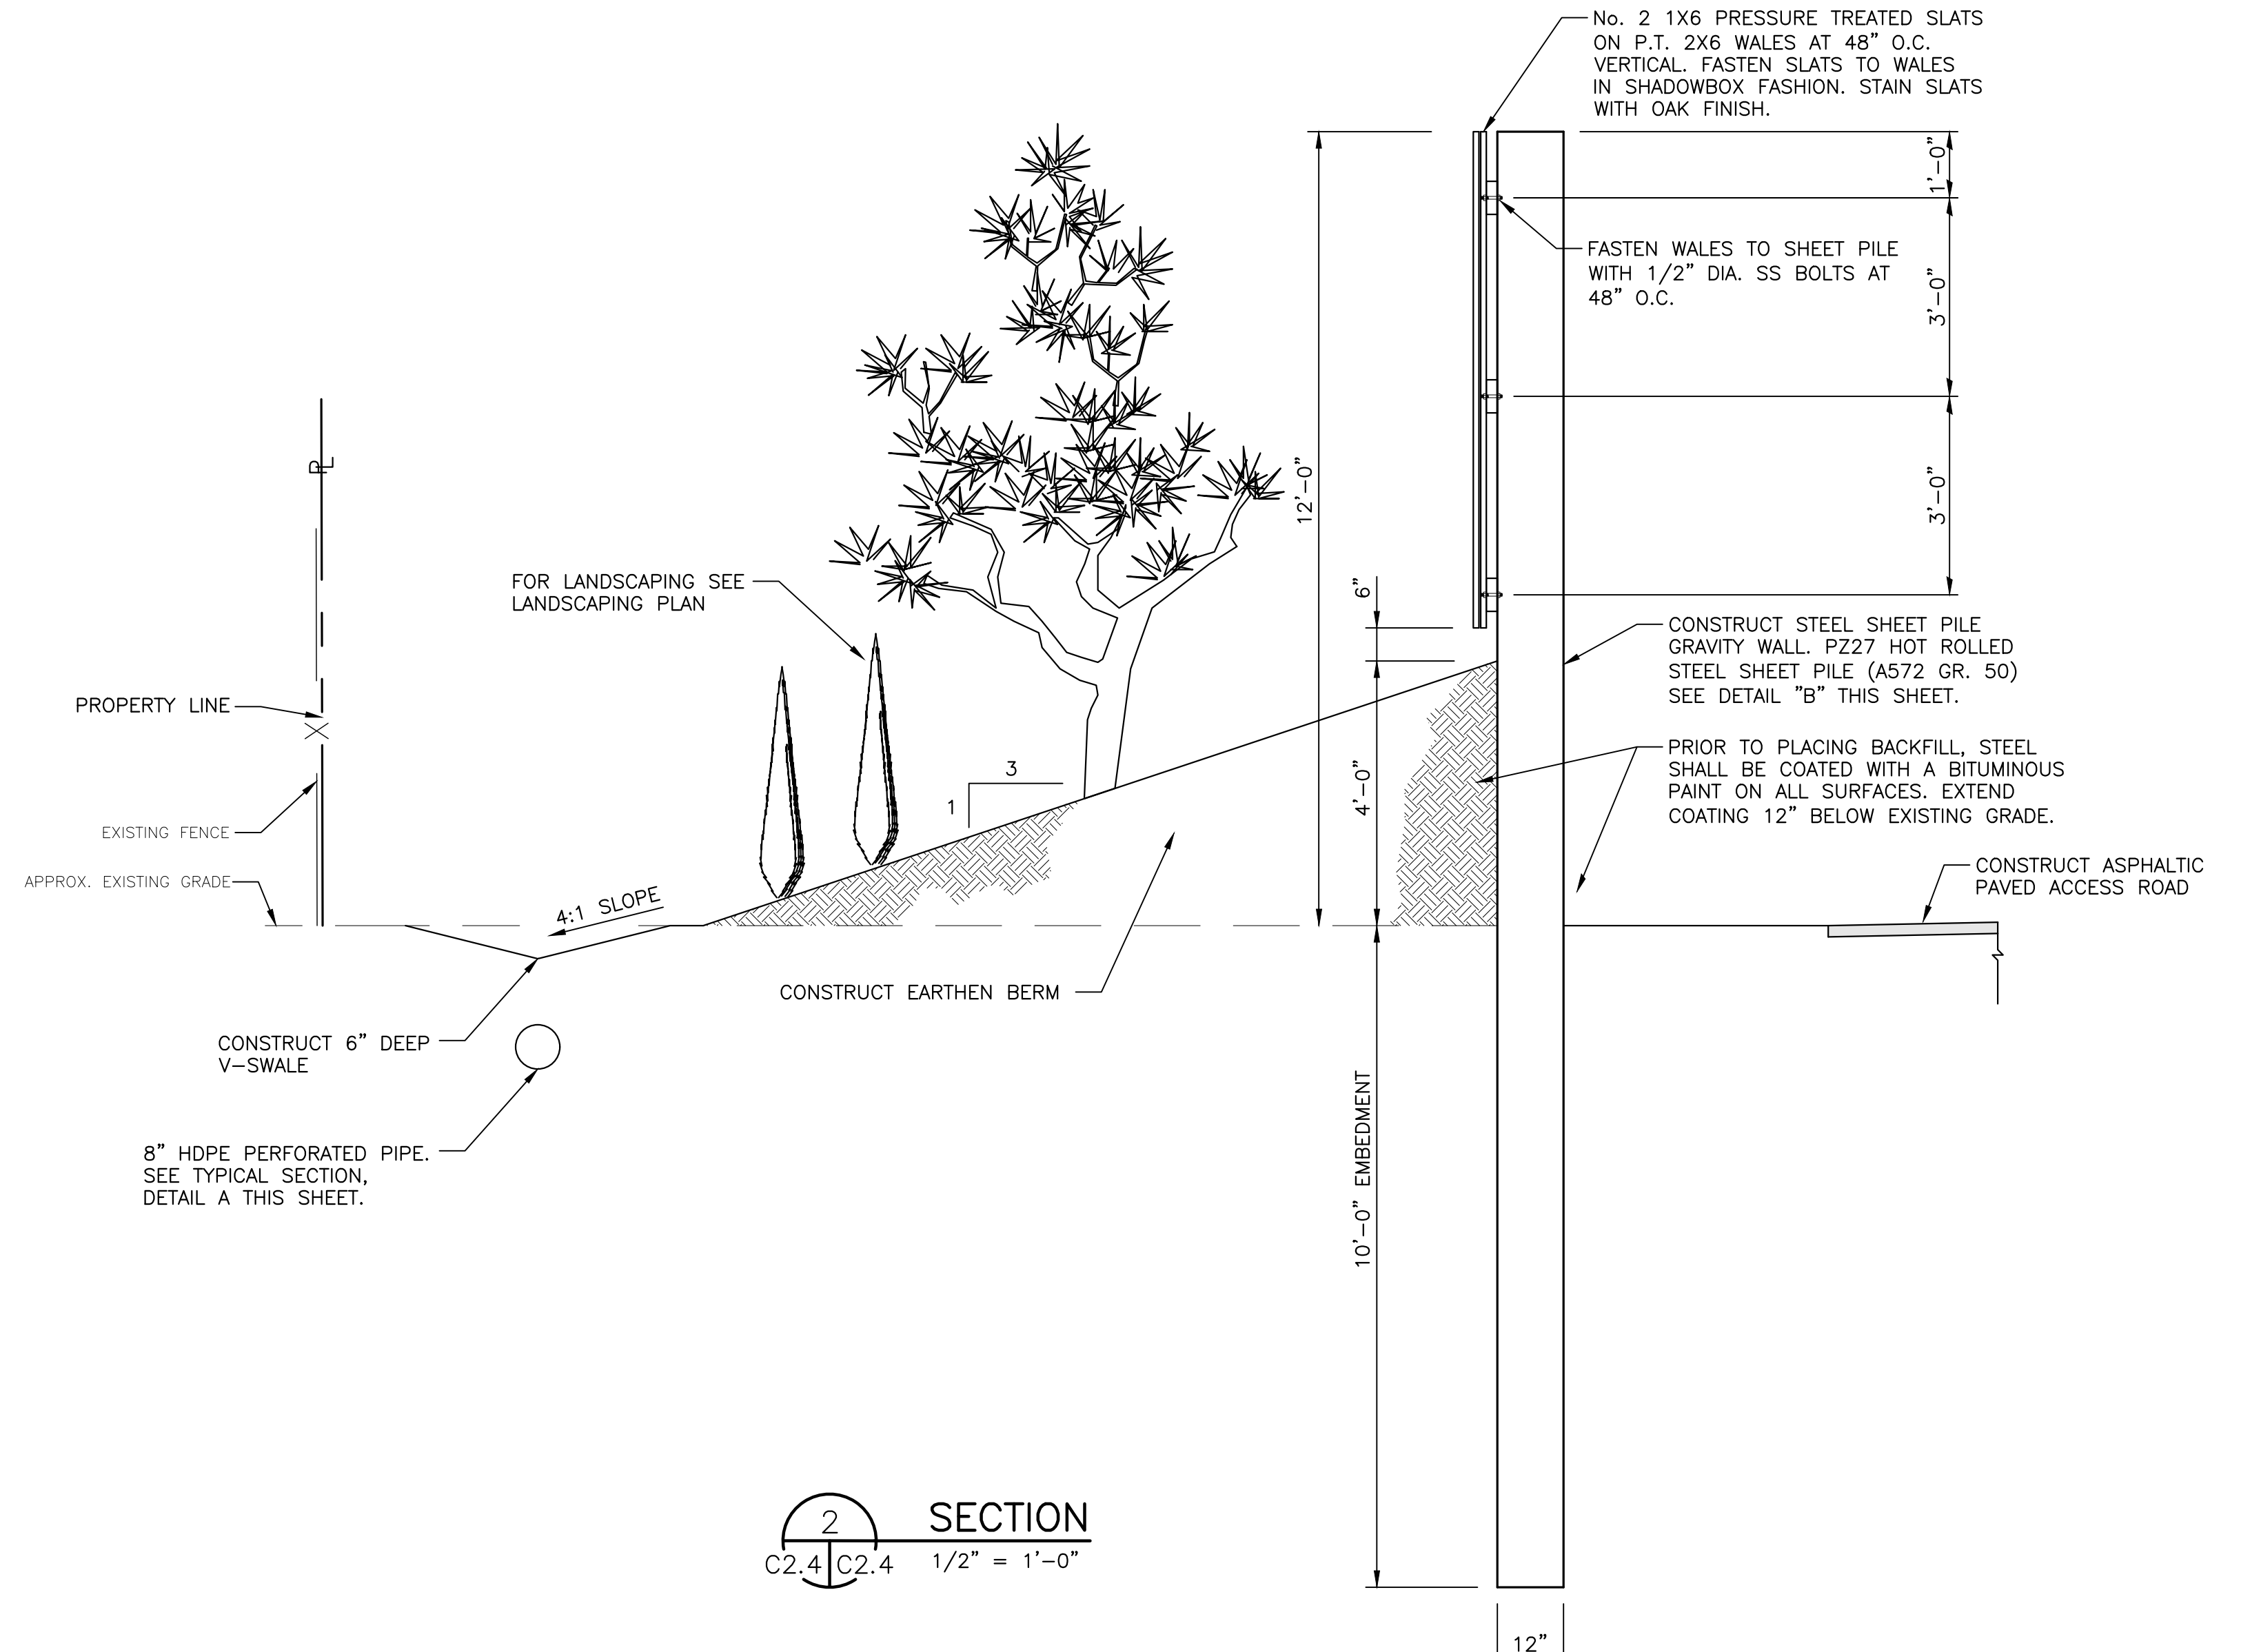 No. 2 1X6 PRESSURE TREATED SLATS
ON P.T. 2X6 WALES AT 48" O.C.
VERTICAL. FASTEN SLATS TO WALES
IN SHADOWBOX FASHION. STAIN SLATS
WITH OAK FINISH.
1'-0"
FASTEN WALES TO SHEET PILE
WITH 1/2" DIA. SS BOLTS AT
48" O.C.
3'-0"
3'-0"
12'-0"
6"
4'-0"
10'-0" EMBEDMENT
12"
PL
FOR LANDSCAPING SEE
LANDSCAPING PLAN
CONSTRUCT STEEL SHEET PILE
GRAVITY WALL. PZ27 HOT ROLLED
STEEL SHEET PILE (A572 GR. 50)
SEE DETAIL "B" THIS SHEET.
PROPERTY LINE
X
PRIOR TO PLACING BACKFILL, STEEL
SHALL BE COATED WITH A BITUMINOUS
PAINT ON ALL SURFACES. EXTEND
COATING 12" BELOW EXISTING GRADE.
3
1
EXISTING FENCE
APPROX. EXISTING GRADE
4:1 SLOPE
CONSTRUCT ASPHALTIC
PAVED ACCESS ROAD
CONSTRUCT EARTHEN BERM
CONSTRUCT 6" DEEP
V-SWALE
8" HDPE PERFORATED PIPE.
SEE TYPICAL SECTION,
DETAIL A THIS SHEET.
2
C2.4 C2.4
SECTION
1/2" = 1'-0"